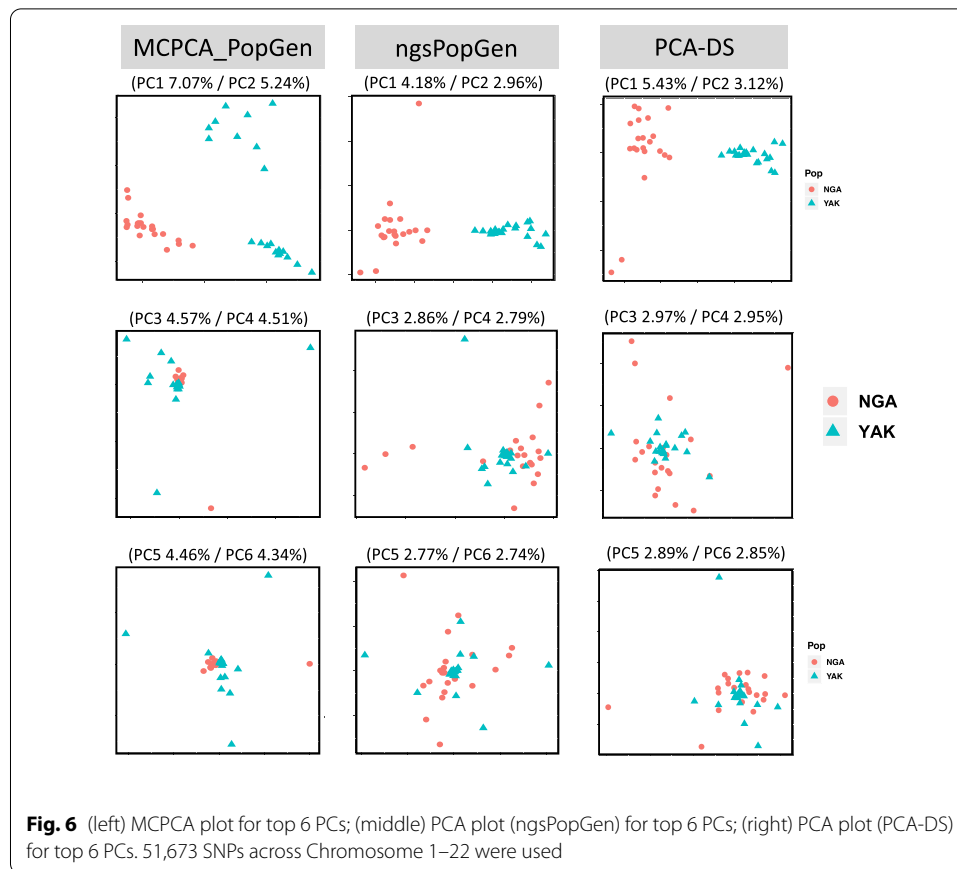 MCPCA_PopGen
ngsPopGen
PCA-DS
(PC1 7.07% / PC2 5.24%)
(PC1 4.18% / PC2 2.96%)
(PC1 5.43% / PC2 3.12%)
Pop
NGA
YAK
(PC3 4.57% / PC4 4.51%)
(PC3 2.86% / PC4 2.79%)
(PC3 2.97% / PC4 2.95%)
NGA
YAK
(PC5 4.46% / PC6 4.34%)
(PC5 2.77% / PC6 2.74%)
(PC5 2.89% / PC6 2.85%)
Pop
NGA
YAK
Fig. 6 (left) MCPCA plot for top 6 PCs; (middle) PCA plot (ngsPopGen) for top 6 PCs; (right) PCA plot (PCA-DS)
for top 6 PCs. 51,673 SNPs across Chromosome 1–22 were used